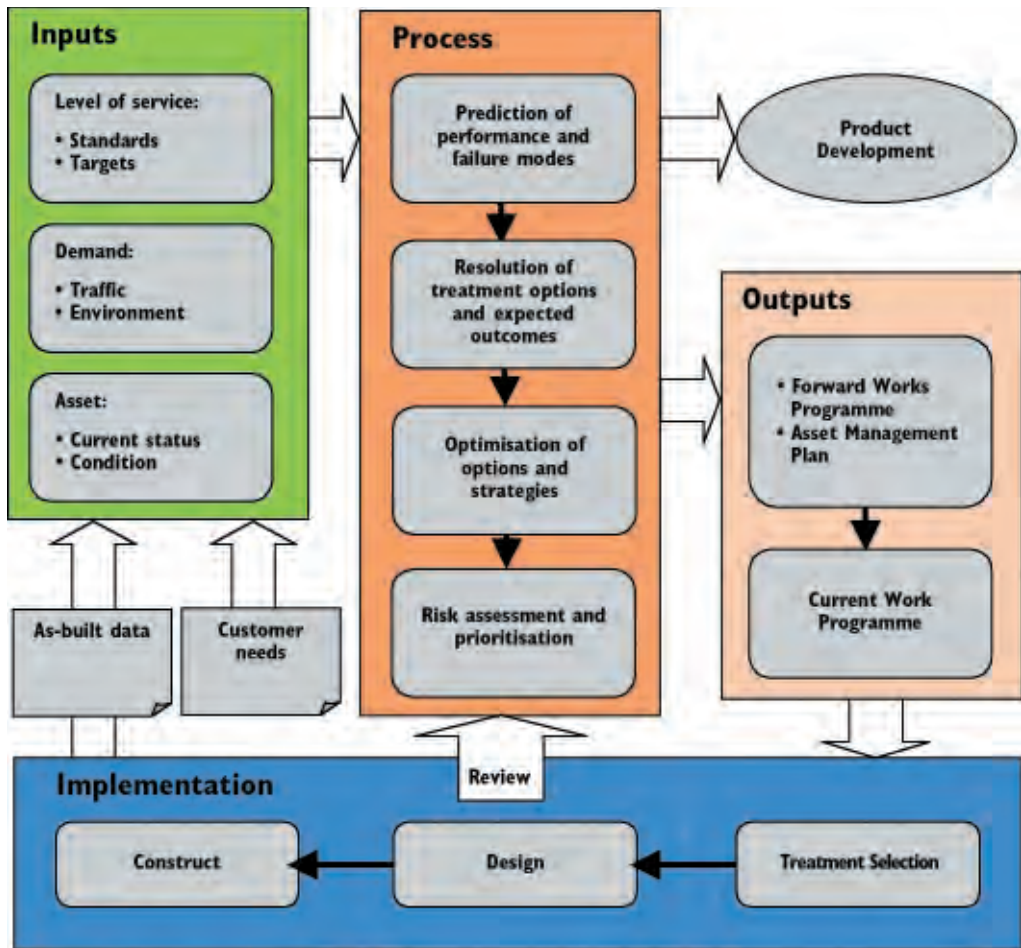 Inputs
Level of service:
• Standards
• Targets
Demand:
• Traffic
• Environment
Asset:
• Current status
• Condition
As-built data
Customer
needs
Process
Prediction of
performance and
failure modes
Resolution of
treatment options
and expected
outcomes
Optimisation of
options and
strategies
Risk assessment and
prioritisation
Product
Development
Outputs
• Forward Works
Programme
• Asset Management
Plan
Current Work
Programme
Implementation
Review
Construct
Design
Treatment Selection